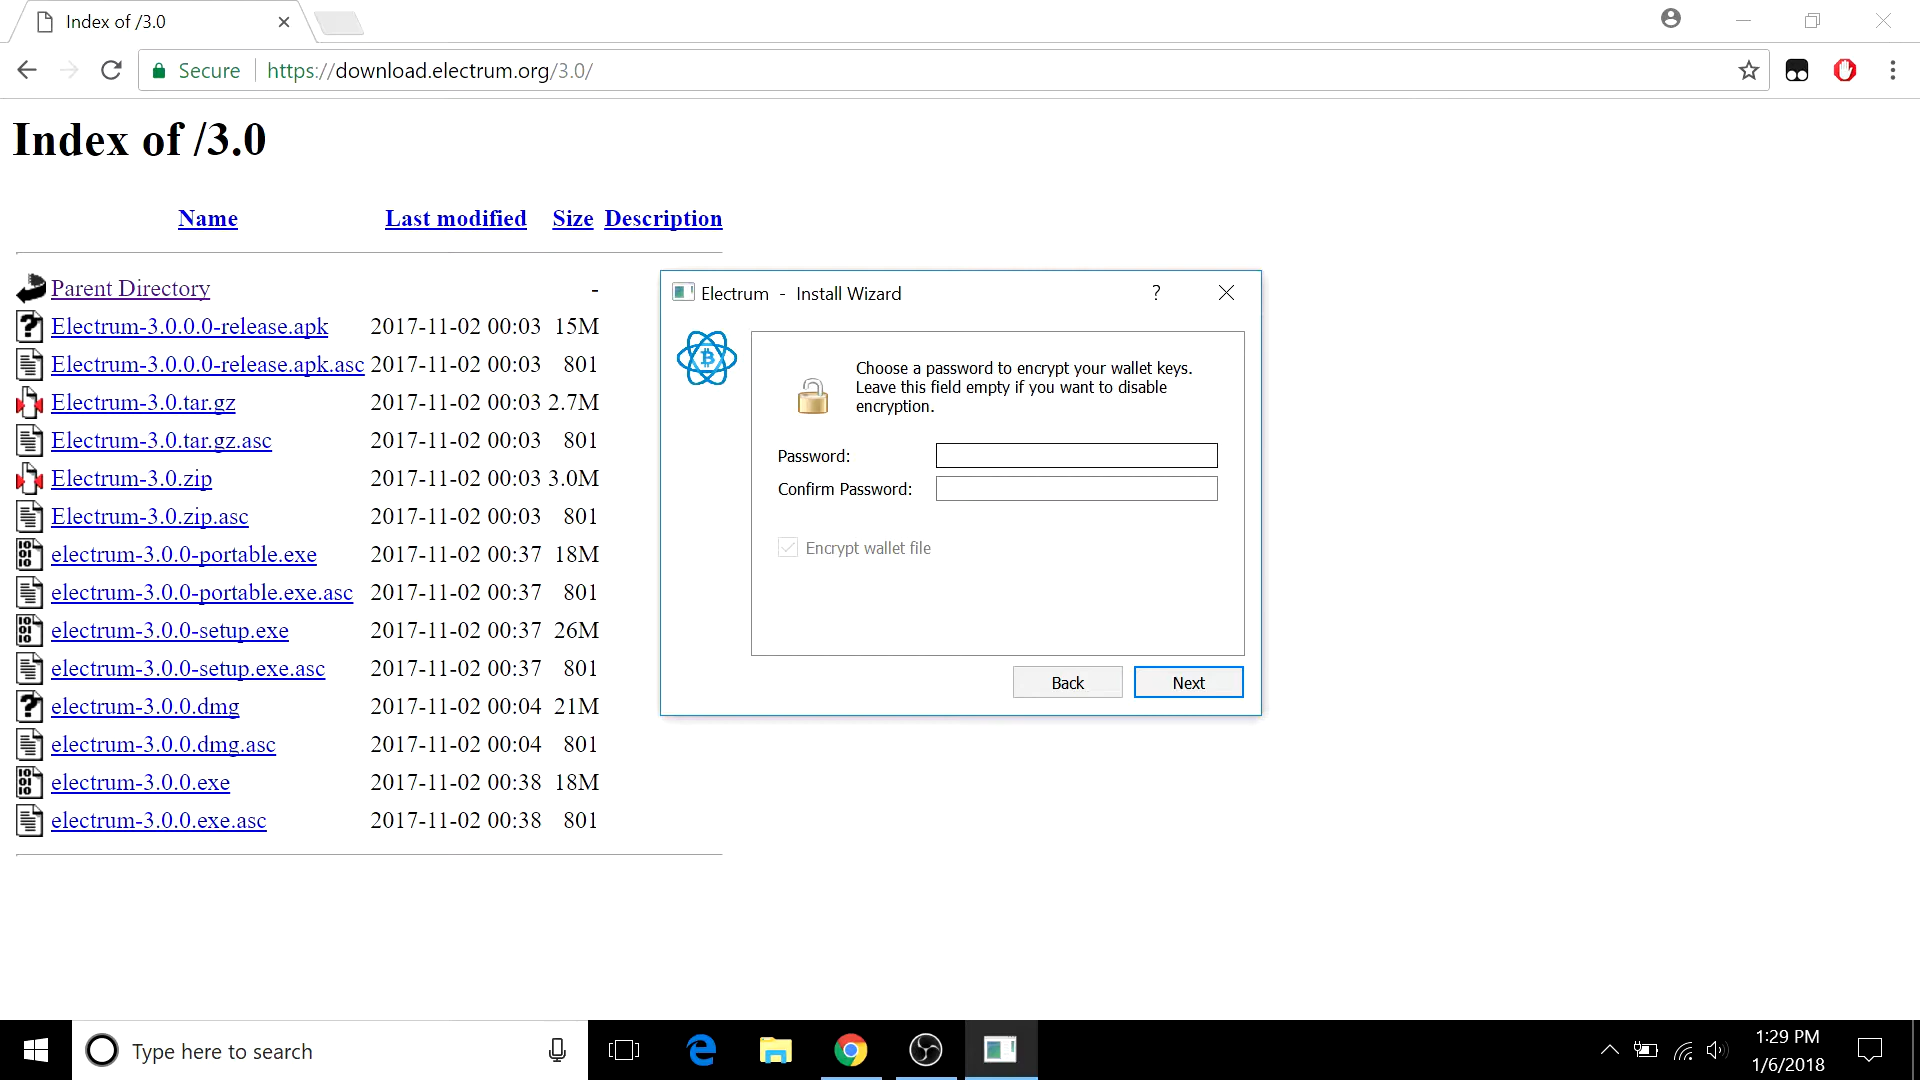 Index of /3.0
Secure
https://download.electrum.org/3.0/
Index of /3.0
Name Last modified Size Description
Parent Directory -
Electrum-3.0.0.0-release.apk 2017-11-02 00:03 15M
Electrum-3.0.0.0-release.apk.asc 2017-11-02 00:03 801
Electrum-3.0.tar.gz 2017-11-02 00:03 2.7M
Electrum-3.0.tar.gz.asc 2017-11-02 00:03 801
Electrum-3.0.zip 2017-11-02 00:03 3.0M
Electrum-3.0.zip.asc 2017-11-02 00:03 801
electrum-3.0.0-portable.exe 2017-11-02 00:37 18M
electrum-3.0.0-portable.exe.asc 2017-11-02 00:37 801
electrum-3.0.0-setup.exe 2017-11-02 00:37 26M
electrum-3.0.0-setup.exe.asc 2017-11-02 00:37 801
electrum-3.0.0.dmg 2017-11-02 00:04 21M
electrum-3.0.0.dmg.asc 2017-11-02 00:04 801
electrum-3.0.0.exe 2017-11-02 00:38 18M
electrum-3.0.0.exe.asc 2017-11-02 00:38 801
Electrum - Install Wizard
?
Choose a password to encrypt your wallet keys.
Leave this field empty if you want to disable
encryption.
Password:
Confirm Password:
Encrypt wallet file
Back
Next
Type here to search
1:29 PM
1/6/2018